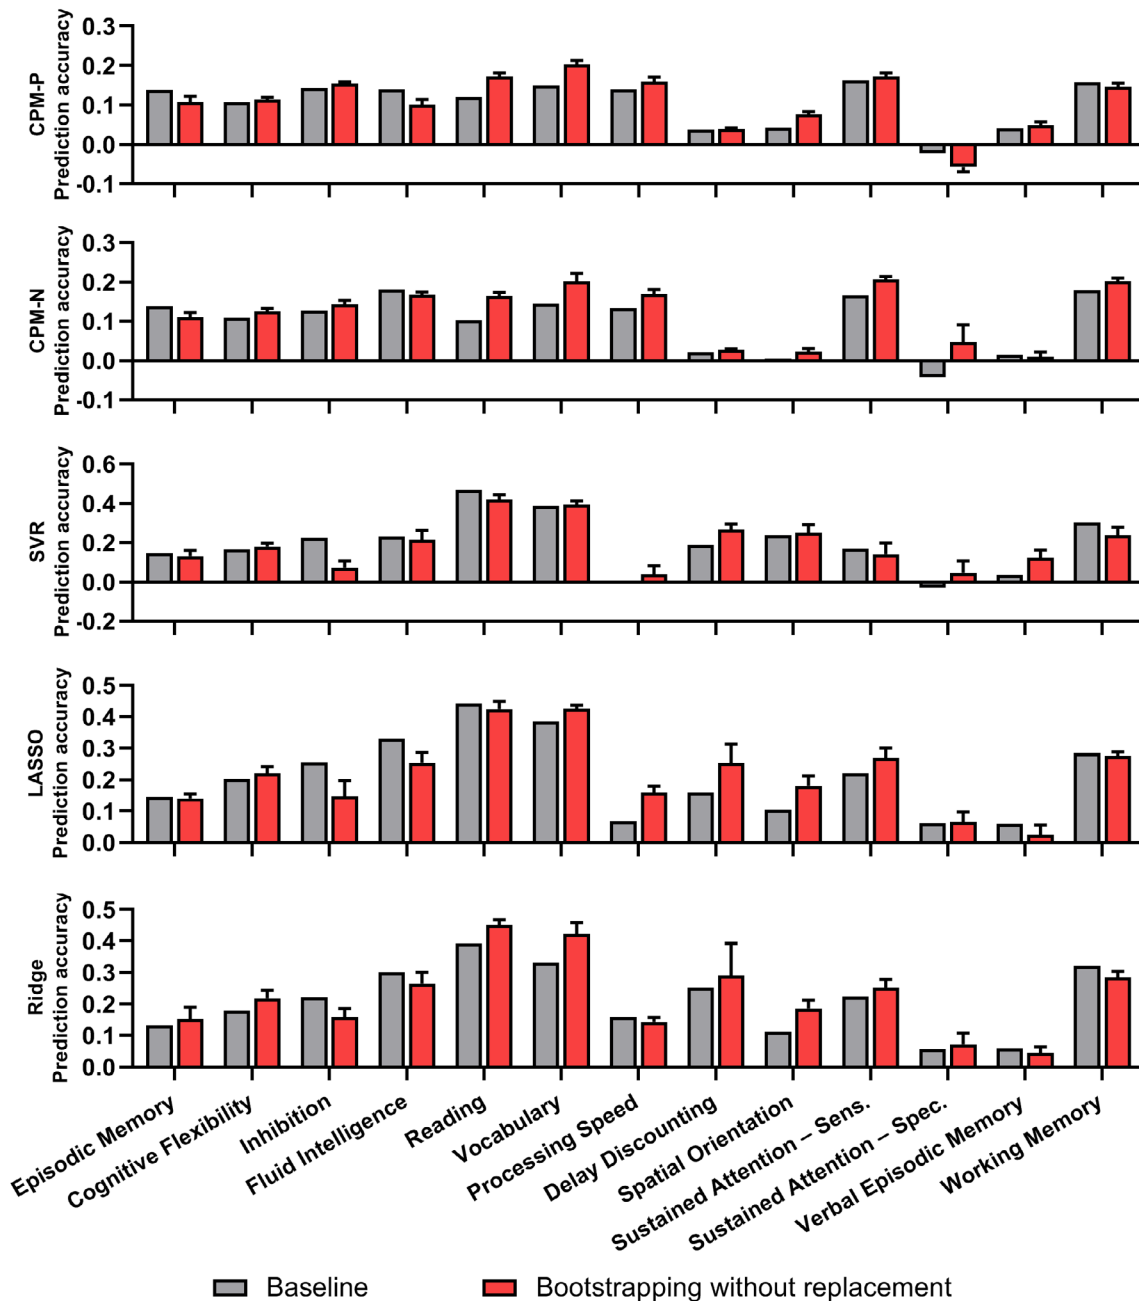 CPM-P
Prediction accuracy
0.3
0.2
0.1
0.0
-0.1
CPM-N
Prediction accuracy
0.3
0.2
0.1
0.0
-0.1
SVR
Prediction accuracy
0.6
0.4
0.2
0.0
-0.2
LASSO
Prediction accuracy
0.5
0.4
0.3
0.2
0.1
0.0
Ridge
Prediction accuracy
0.5
0.4
0.3
0.2
0.1
0.0
Episodic Memory
Cognitive Flexibility
Inhibition
Fluid Intelligence
Reading
Vocabulary
Processing Speed
Delay Discounting
Spatial Orientation
Sustained Attention – Sens.
Sustained Attention – Spec.
Verbal Episodic Memory
Working Memory
Baseline
Bootstrapping without replacement